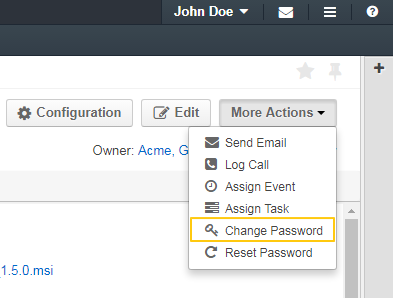 John Doe
Configuration
Edit
More Actions
Owner: Acme, G
Send Email
Log Call
Assign Event
Assign Task
Change Password
Reset Password
1.5.0.msi